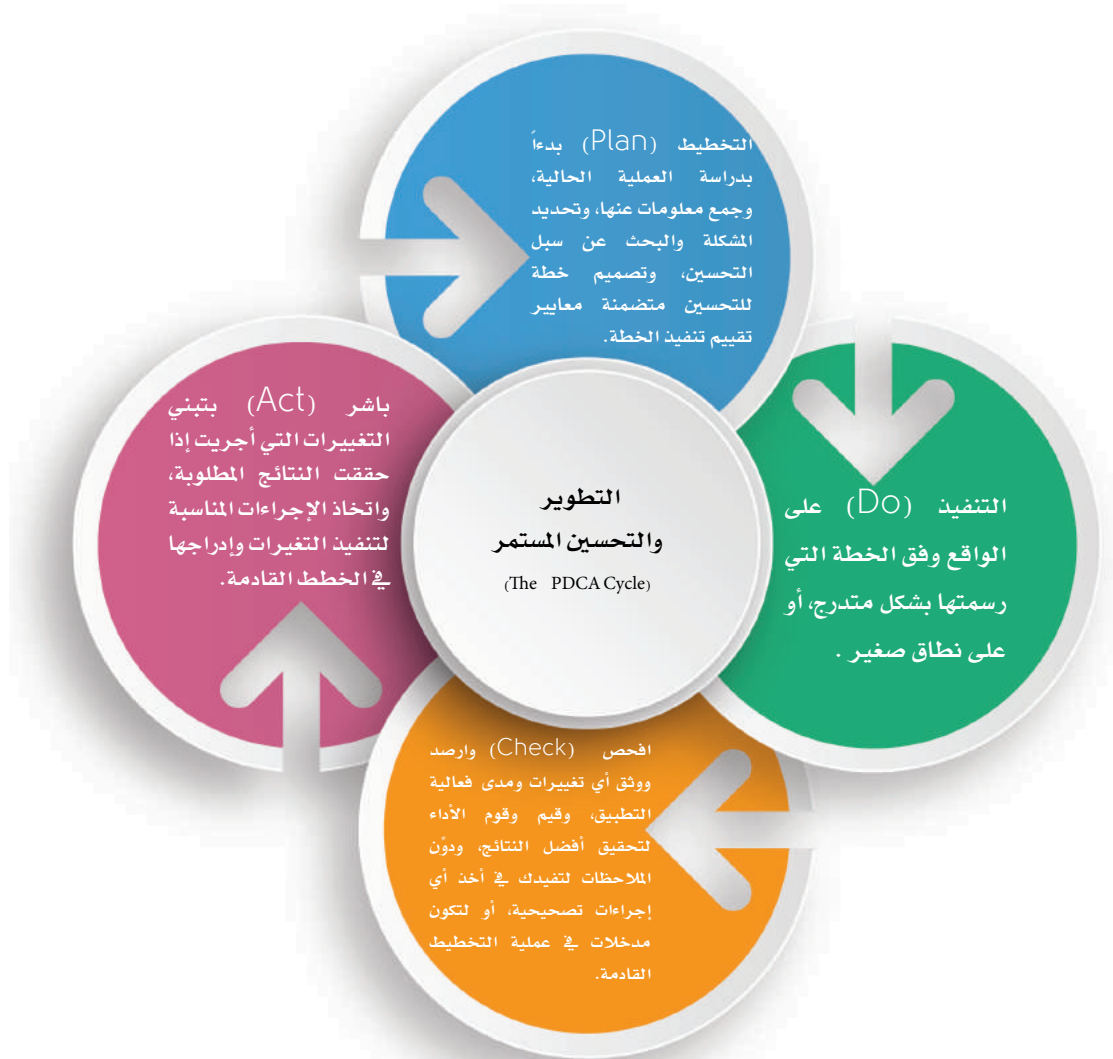 التخطيط (Plan) بدءاً
بدراسة العملية الحالية،
وجمع معلومات عنها، وتحديد
المشكلة والبحث عن سبل
التحسين، وتصميم خطة
للتحسين متضمنة معايير
تقييم تنفيذ الخطة.
التنفيذ (Do) على
الواقع وفق الخطة التي
رسمتها بشكل متدرج، أو
على نطاق صغير .
افحص (Check) وارصد
ووثق أي تغييرات ومدى فعالية
التطبيق، وقيم وقوم الأداء
لتحقيق أفضل النتائج، ودوِّن
الملاحظات لتفيدك في أخذ أي
إجراءات تصحيحية، أو لتكون
مدخلات في عملية التخطيط
القادمة.
باشر (Act) بتبني
التغييرات التي أجريت إذا
حققت النتائج المطلوبة،
واتخاذ الإجراءات المناسبة
لتنفيذ التغيرات وإدراجها
في الخطط القادمة.
التطوير
والتحسين المستمر
(The PDCA Cycle)